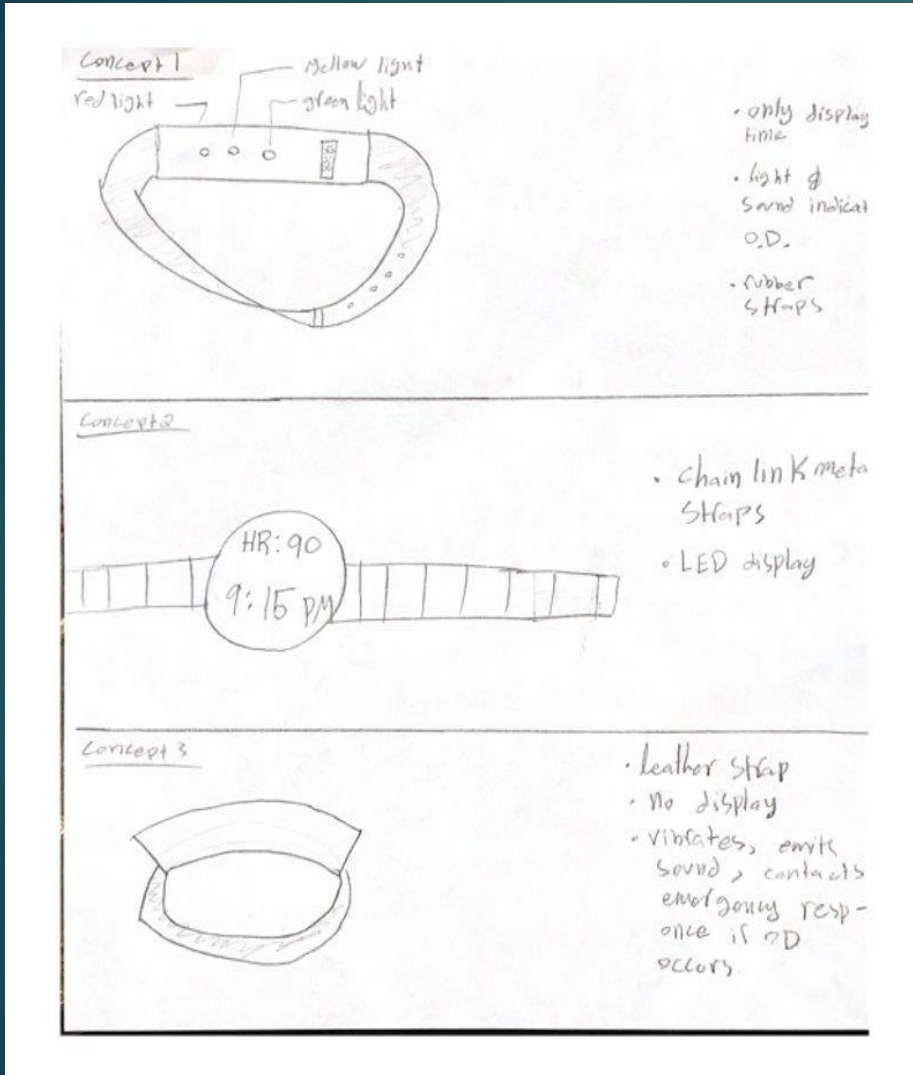 Concept 1
yellow light
red light
green light
• only display
time
• light &
sound indicat
O.D.
• rubber
straps
Concept 2
HR: 90
9:15 PM
• Chain link meta
straps
• LED display
Concept 3
• leather strap
• no display
• vibrates, emits
sound, contacts
emergency resp-
once if OD
occurs.